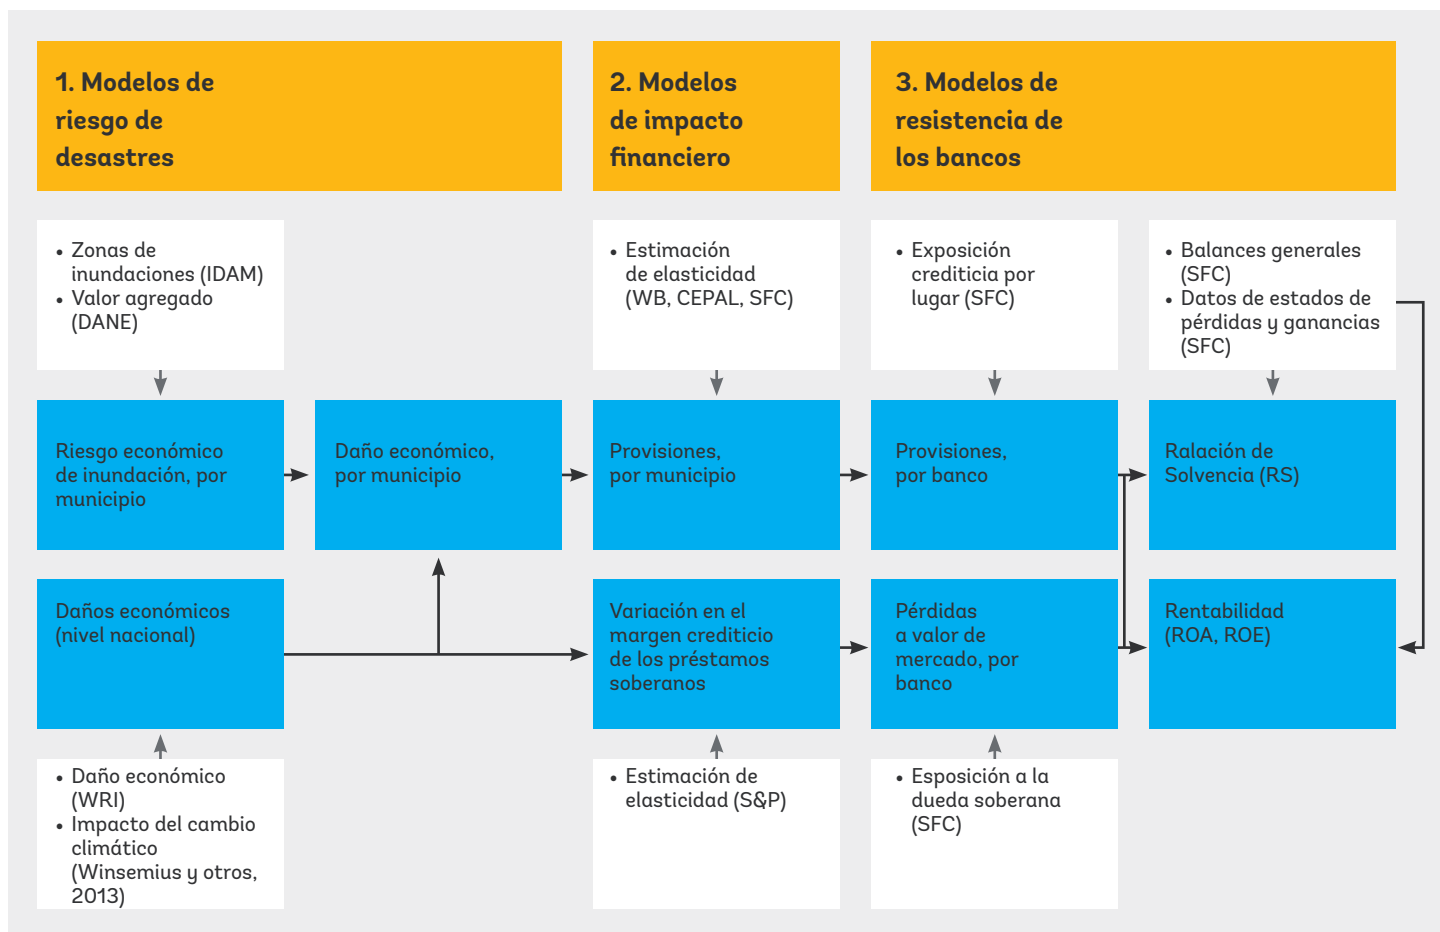 1. Modelos de
riesgo de
desastres
2. Modelos
de impacto
financiero
3. Modelos de
resistencia de
los bancos
• Zonas de
inundaciones (IDAM)
• Valor agregado
(DANE)
• Estimación
de elasticidad
(WB, CEPAL, SFC)
• Exposición
crediticia por
lugar (SFC)
• Balances generales
(SFC)
• Datos de estados de
pérdidas y ganancias
(SFC)
Riesgo económico
de inundación, por
municipio
Daño económico,
por municipio
Provisiones,
por municipio
Provisiones,
por banco
Ralación de
Solvencia (RS)
Daños económicos
(nivel nacional)
Variación en el
margen crediticio
de los préstamos
soberanos
Pérdidas
a valor de
mercado, por
banco
Rentabilidad
(ROA, ROE)
• Daño económico
(WRI)
• Impacto del cambio
climático
(Winsemius y otros,
2013)
• Estimación de
elasticidad (S&P)
• Esposición a la
dueda soberana
(SFC)